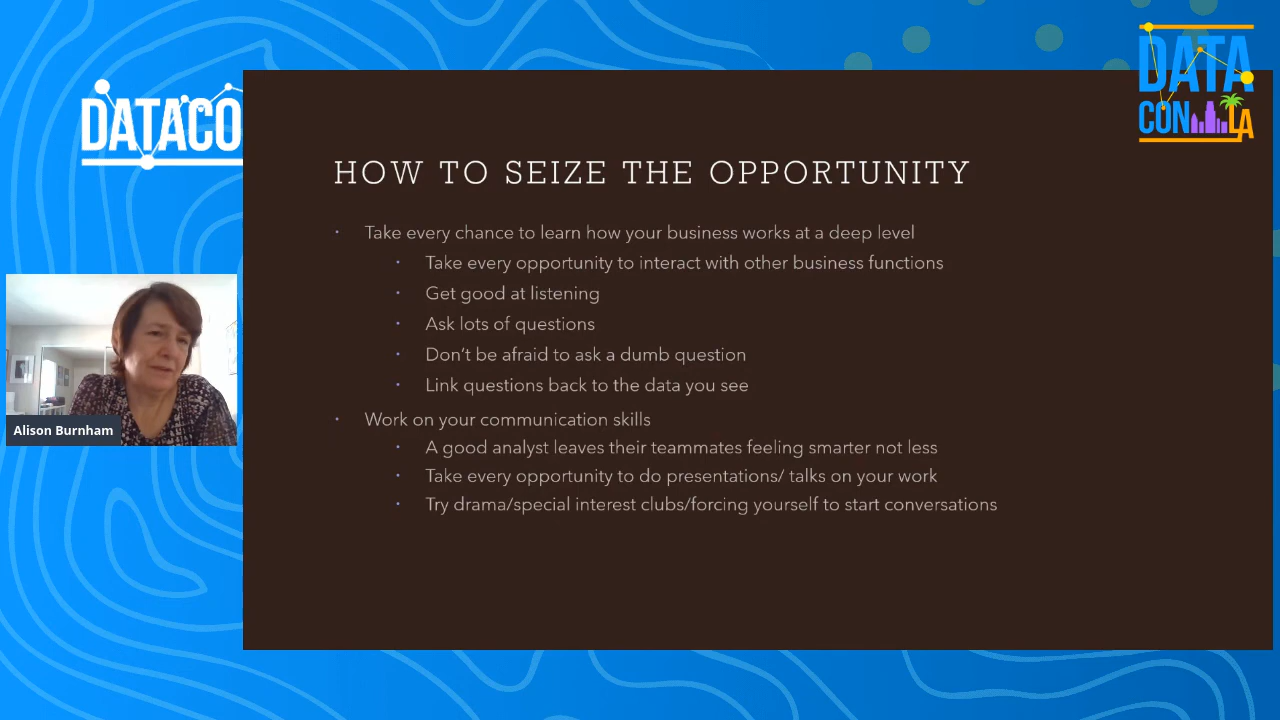 DATACO
DATA
CON LA
HOW TO SEIZE THE OPPORTUNITY
Take every chance to learn how your business works at a deep level
Take every opportunity to interact with other business functions
Get good at listening
Ask lots of questions
Don’t be afraid to ask a dumb question
Link questions back to the data you see
Work on your communication skills
A good analyst leaves their teammates feeling smarter not less
Take every opportunity to do presentations/ talks on your work
Try drama/special interest clubs/forcing yourself to start conversations
Alison Burnham